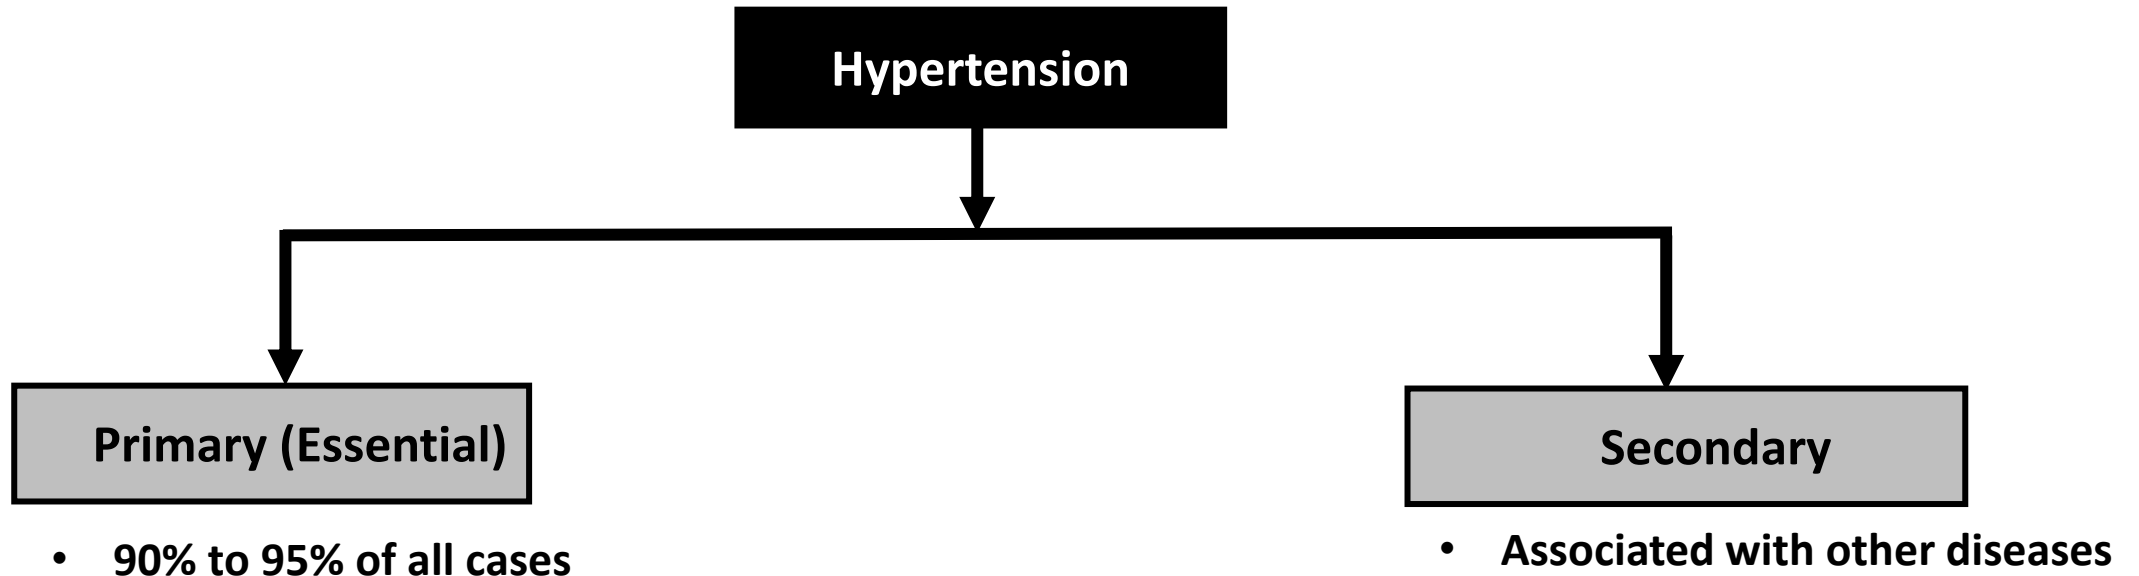 Hypertension
Primary (Essential)
Secondary
• 90% to 95% of all cases
• Associated with other diseases